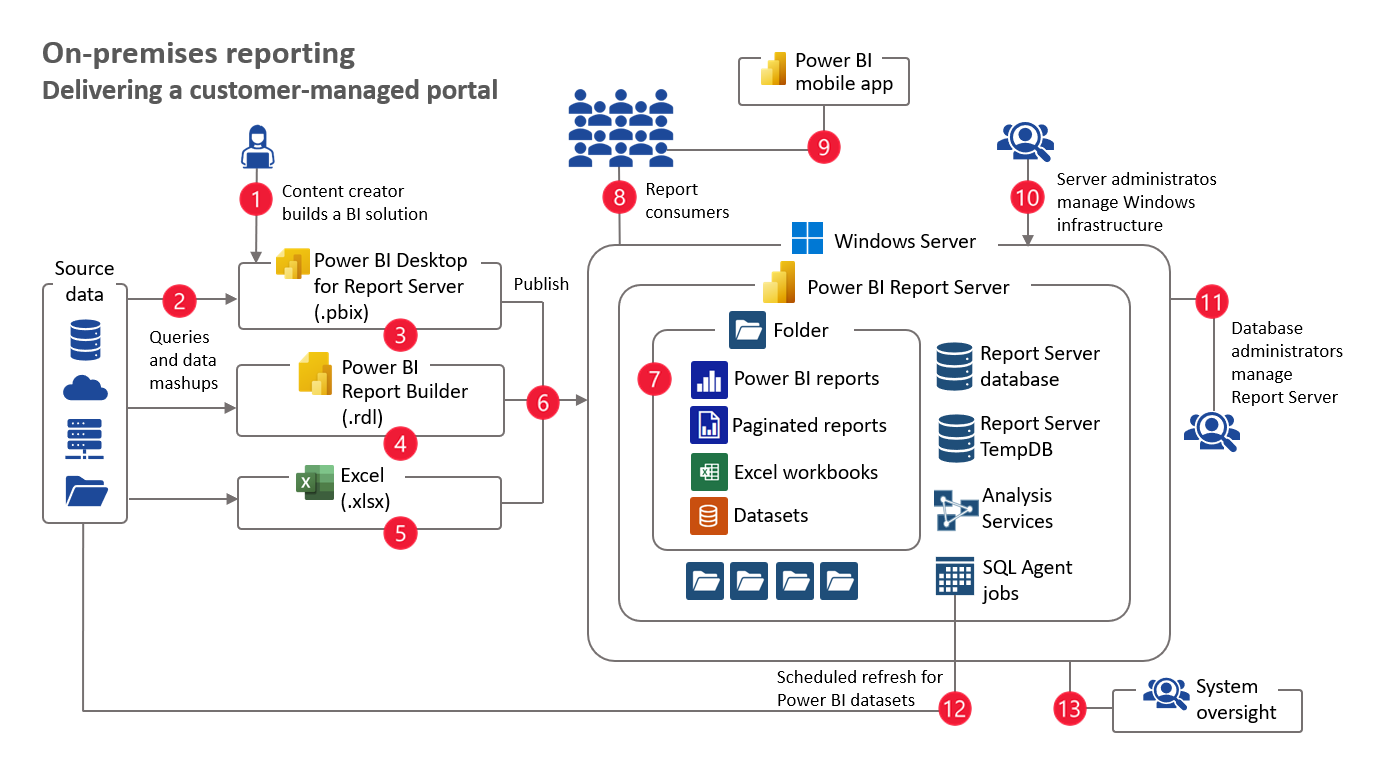 On-premises reporting
Delivering a customer-managed portal
Power BI
mobile app
9
1
Content creator
builds a BI solution
8
Report
consumers
10
Server administratos
manage Windows
infrastructure
Source
data
2
Queries
and data
mashups
Power BI Desktop
for Report Server
(.pbix)
3
Power BI
Report Builder
(.rdl)
4
X
Excel
(.xlsx)
5
Publish
6
Windows Server
Power BI Report Server
Folder
7
Power BI reports
Paginated reports
X
Excel workbooks
Datasets
Report Server
database
Report Server
TempDB
Analysis
Services
SQL Agent
jobs
11
Database
administrators
manage
Report Server
Scheduled refresh for
Power BI datasets
12
13
System
oversight